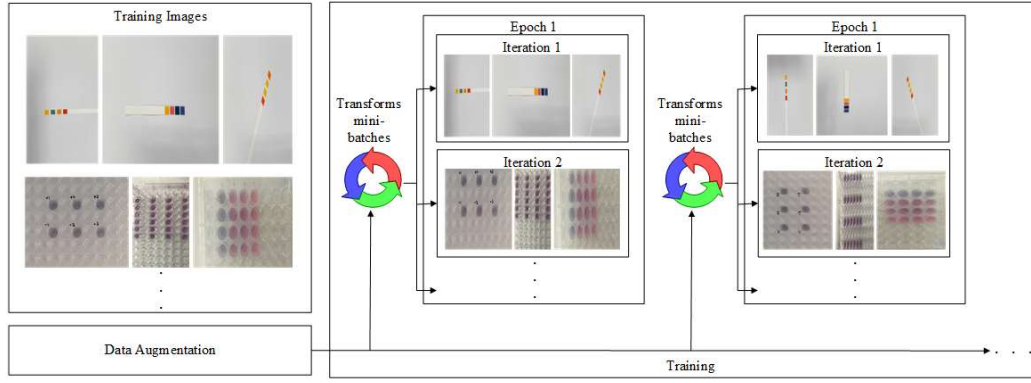 Training Images
Data Augmentation
Transforms
mini-
batches
Epoch 1
Iteration 1
Iteration 2
Transforms
mini-
batches
Epoch 1
Iteration 1
Iteration 2
Training